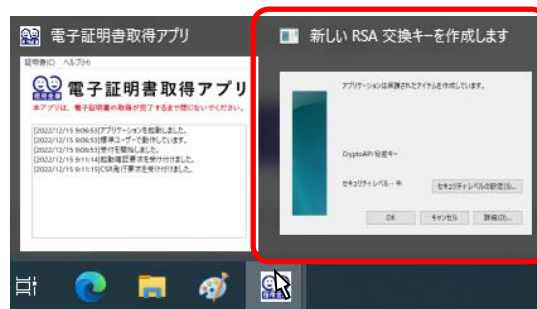 電子証明書取得アプリ
新しい RSA 交換キーを作成します
証明書(C) ヘルプ(H)
信用金庫
電子証明書取得アプリ
本アプリは、電子証明書の取得が完了するまで閉じないでください。
[2022/12/15 9:06:53]アプリケーションを起動しました。
[2022/12/15 9:06:53]標準ユーザーで動作しています。
[2022/12/15 9:06:53]受付を開始しました。
[2022/12/15 9:11:14]起動確認要求を受け付けました。
[2022/12/15 9:11:15]CSR発行要求を受け付けました。
アプリケーションは保護されたアイテムを作成しています。
CryptoAPI 秘密キー
セキュリティ レベル - 中
セキュリティ レベルの設定(S)...
OK
キャンセル
詳細(D)...